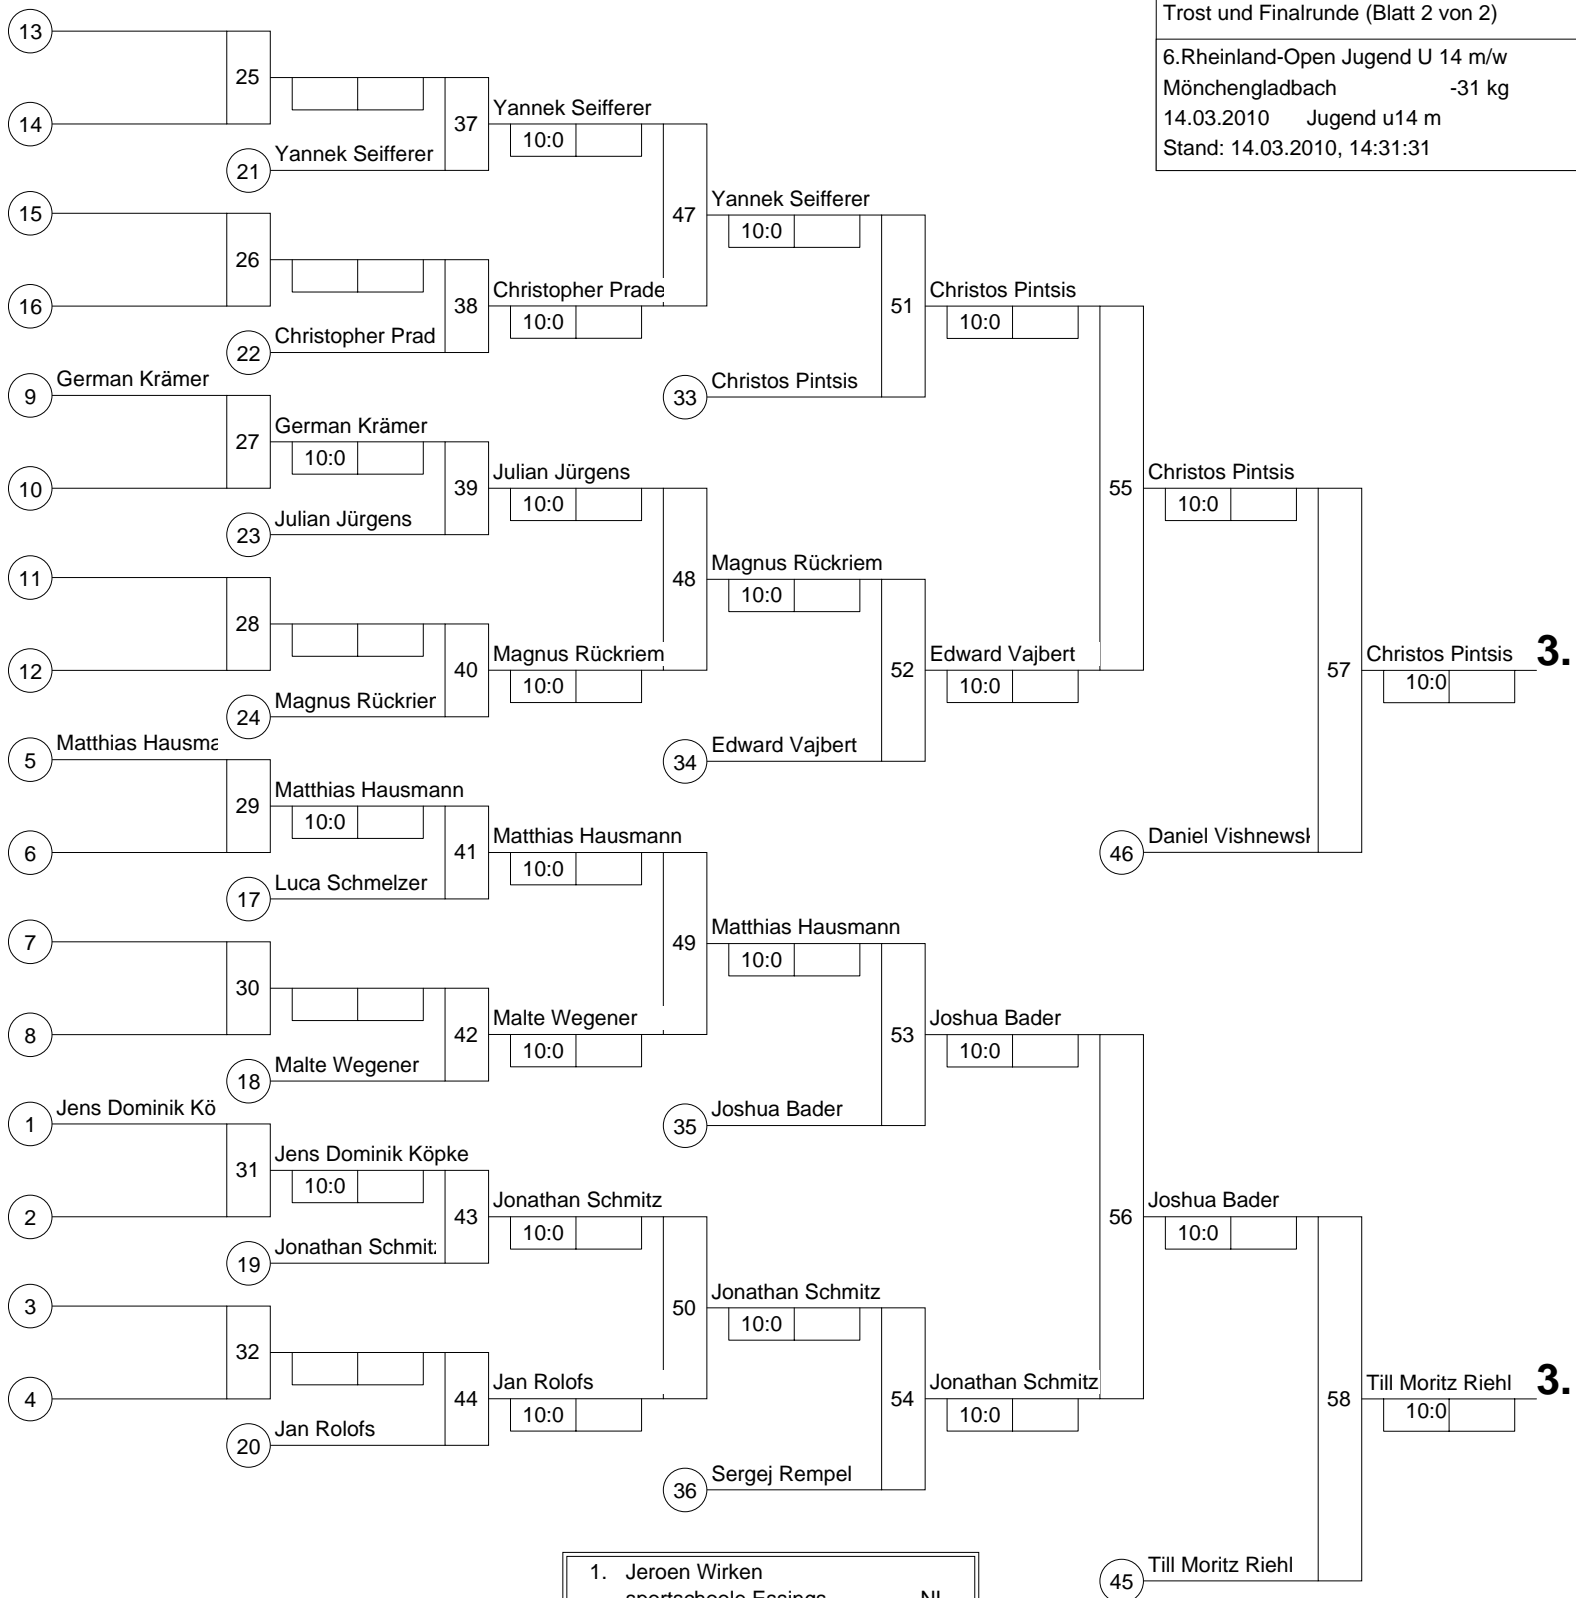 Trost und Finalrunde (Blatt 2 von 2)
6.Rheinland-Open Jugend U 14 m/w
Mönchengladbach -31 kg
14.03.2010 Jugend u14 m
Stand: 14.03.2010, 14:31:31
13
25
14
37
Yannek Seifferer
10:0
21
Yannek Seifferer
15
47
Yannek Seifferer
10:0
26
16
38
Christopher Prade
10:0
22
Christopher Prad
51
Christos Pintsis
10:0
33
Christos Pintsis
9
German Krämer
27
German Krämer
10:0
10
39
Julian Jürgens
10:0
23
Julian Jürgens
55
Christos Pintsis
10:0
11
48
Magnus Rückriem
10:0
28
12
40
Magnus Rückriem
10:0
24
Magnus Rückrier
52
Edward Vajbert
10:0
34
Edward Vajbert
57
Christos Pintsis
3.
10:0
46
Daniel Vishnewsk
5
Matthias Hausma
29
Matthias Hausmann
10:0
6
41
Matthias Hausmann
10:0
17
Luca Schmelzer
7
49
Matthias Hausmann
10:0
30
8
42
Malte Wegener
10:0
18
Malte Wegener
53
Joshua Bader
10:0
35
Joshua Bader
1
Jens Dominik Kö
31
Jens Dominik Köpke
10:0
2
43
Jonathan Schmitz
10:0
19
Jonathan Schmitz
56
Joshua Bader
10:0
3
50
Jonathan Schmitz
10:0
32
4
44
Jan Rolofs
10:0
20
Jan Rolofs
54
Jonathan Schmitz
10:0
36
Sergej Rempel
58
Till Moritz Riehl
3.
10:0
45
Till Moritz Riehl
1. Jeroen Wirken
sportschoole Essings NL